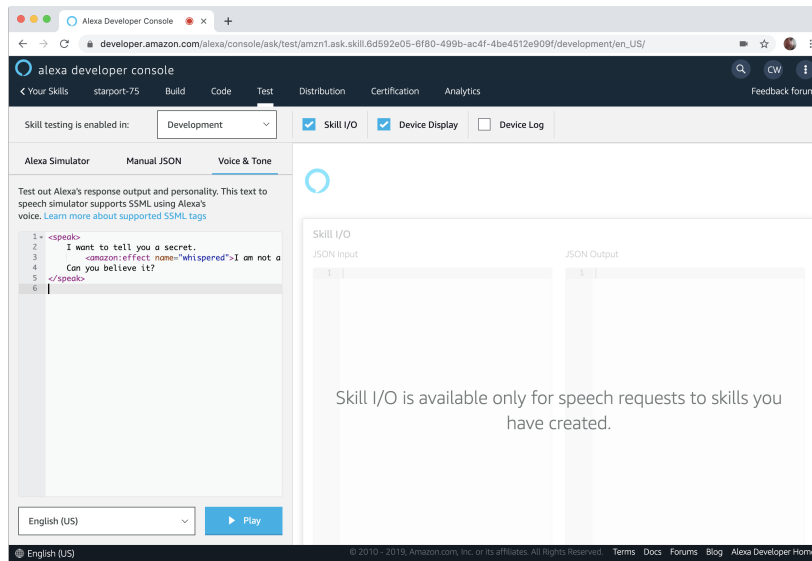 Alexa Developer Console
developer.amazon.com/alexa/console/ask/test/amzn1.ask.skill.6d592e05-6f80-499b-ac4f-4be4512e909f/development/en_US/
alexa developer console
CW
Your Skills starport-75 Build Code Test Distribution Certification Analytics Feedback forum
Skill testing is enabled in: Development Skill I/O Device Display Device Log
Alexa Simulator Manual JSON Voice & Tone
Test out Alexa's response output and personality. This text to
speech simulator supports SSML using Alexa's
voice. Learn more about supported SSML tags
1 <speak>
2 I want to tell you a secret.
3 <amazon:effect name="whispered">I am not a
4 Can you believe it?
5 </speak>
6
Skill I/O
JSON Input JSON Output
1 1
Skill I/O is available only for speech requests to skills you
have created.
English (US) Play
English (US) © 2010 - 2019, Amazon.com, Inc. or its affiliates. All Rights Reserved. Terms Docs Forums Blog Alexa Developer Home